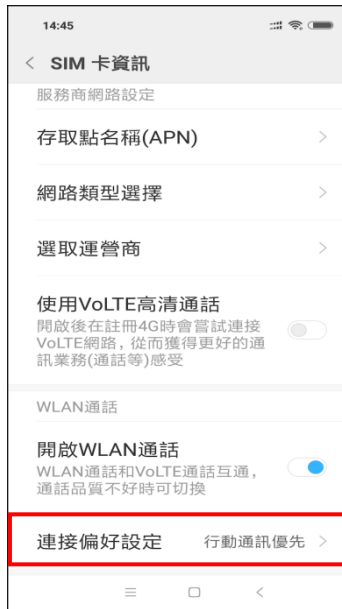 14:45
SIM 卡資訊
服務商網路設定
存取點名稱(APN)
網路類型選擇
選取運營商
使用VoLTE高清通話
開啟後在註冊4G時會嘗試連接
VoLTE網路，從而獲得更好的通
訊業務(通話等)感受
WLAN通話
開啟WLAN通話
WLAN通話和VoLTE通話互通，
通話品質不好時可切換
連接偏好設定 行動通訊優先